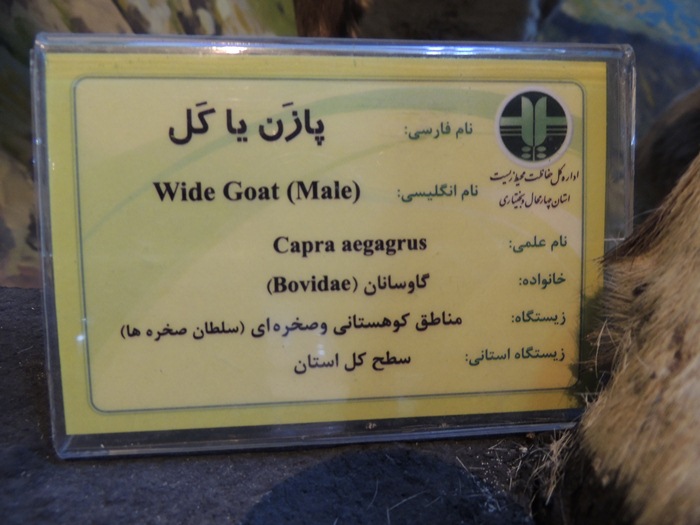 اداره کل حفاظت محیط زیست
استان چهارمحال و بختیاری
نام فارسی: پازَن یا کَل
نام انگلیسی: Wide Goat (Male)
نام علمی: Capra aegagrus
خانواده: گاوسانان (Bovidae)
زیستگاه: مناطق کوهستانی وصخره ای (سلطان صخره ها)
زیستگاه استانی: سطح کل استان